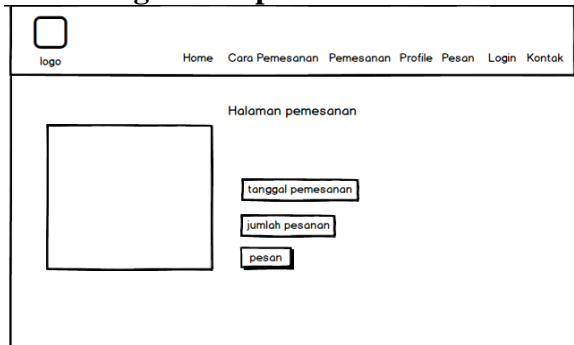 logo
Home Cara Pemesanan Pemesanan Profile Pesan Login Kontak
Halaman pemesanan
tanggal pemesanan
jumlah pesanan
pesan